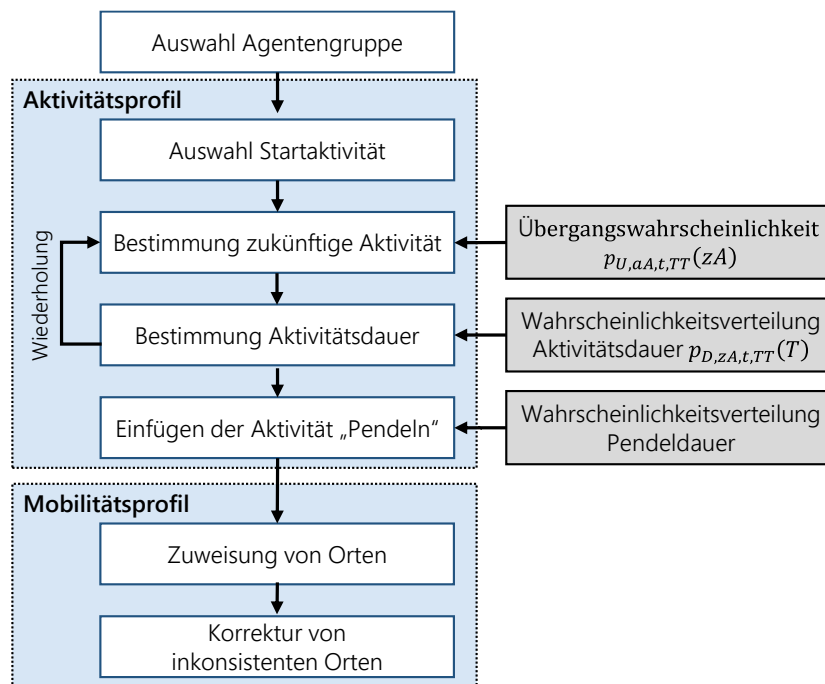 Auswahl Agentengruppe
Aktivitätsprofil
Auswahl Startaktivität
Wiederholung
Bestimmung zukünftige Aktivität
Übergangswahrscheinlichkeit
p_{U,aA,t,TT}(zA)
Bestimmung Aktivitätsdauer
Wahrscheinlichkeitsverteilung
Aktivitätsdauer p_{D,zA,t,TT}(T)
Einfügen der Aktivität „Pendeln“
Wahrscheinlichkeitsverteilung
Pendeldauer
Mobilitätsprofil
Zuweisung von Orten
Korrektur von
inkonsistenten Orten